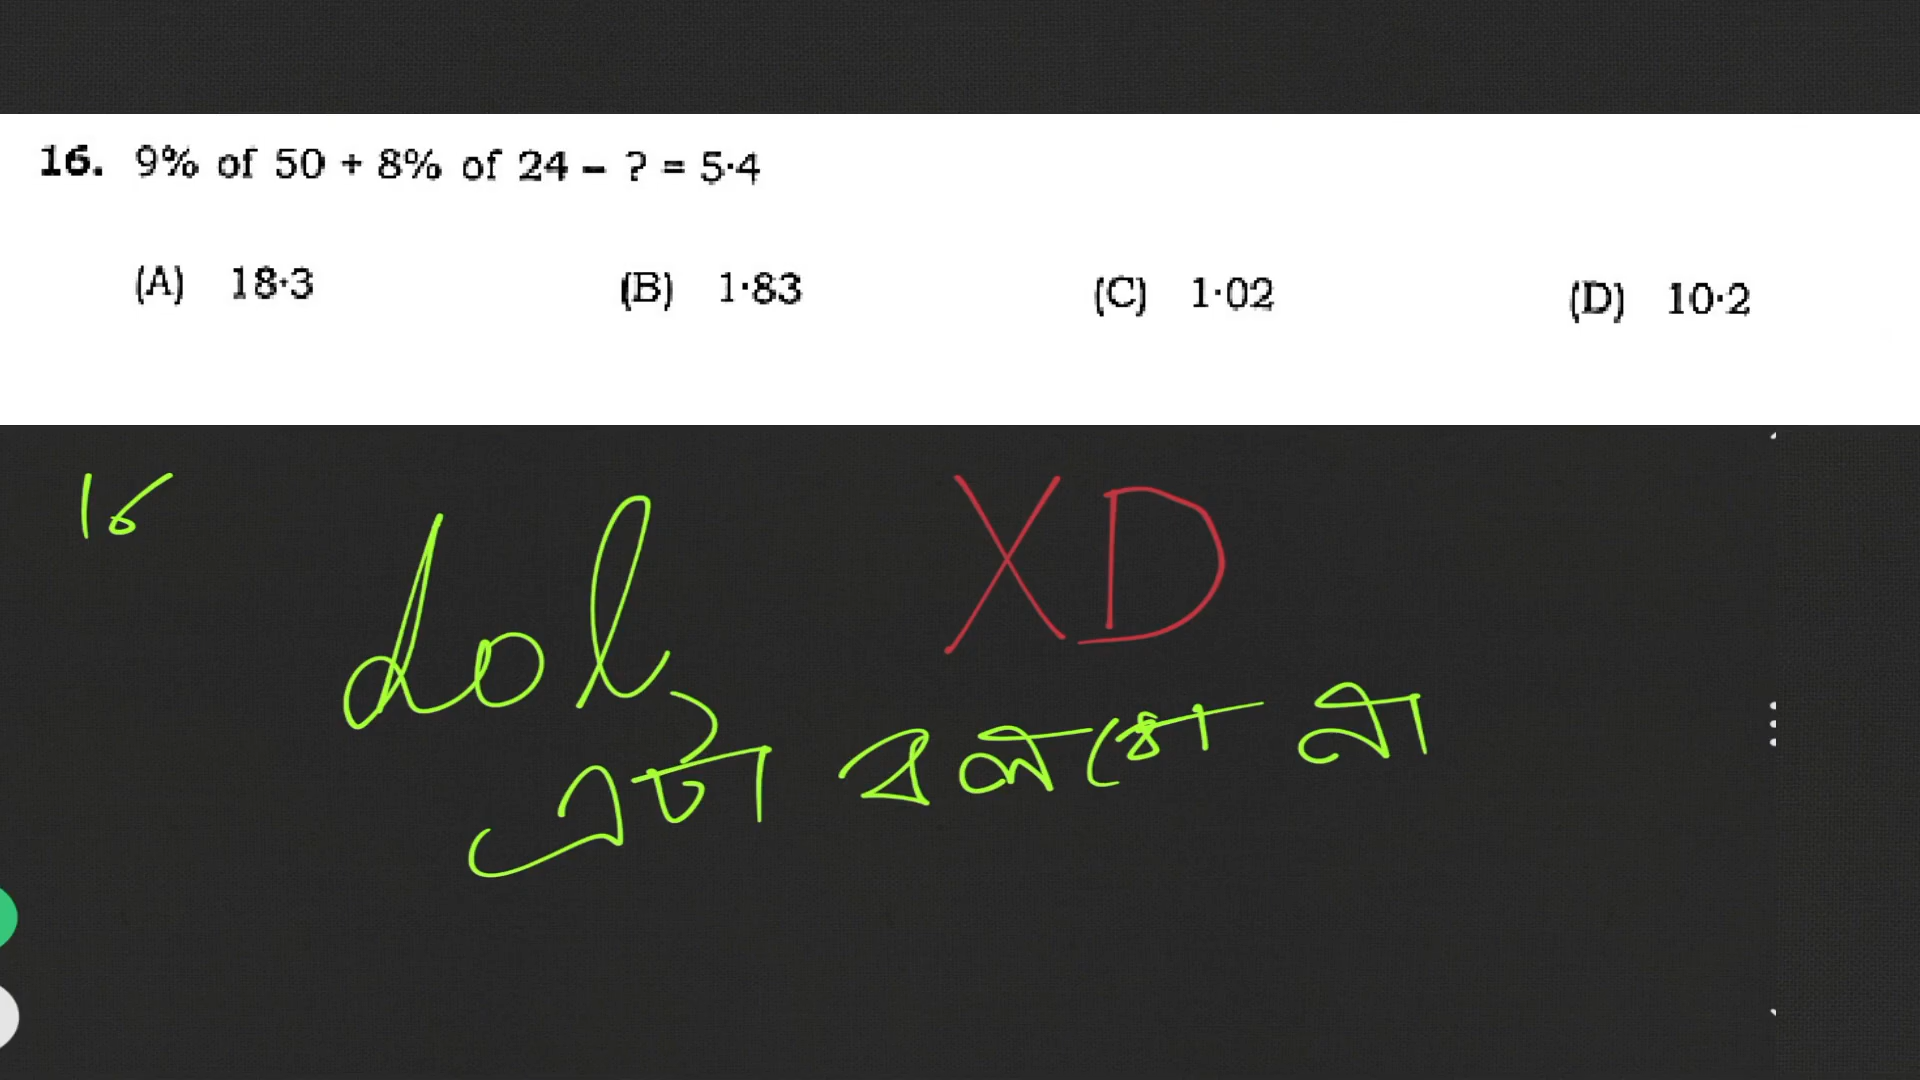 16. 9% of 50 + 8% of 24 – ? = 5·4
(A) 18·3 (B) 1·83 (C) 1·02 (D) 10·2
16
lol XD
এটা না